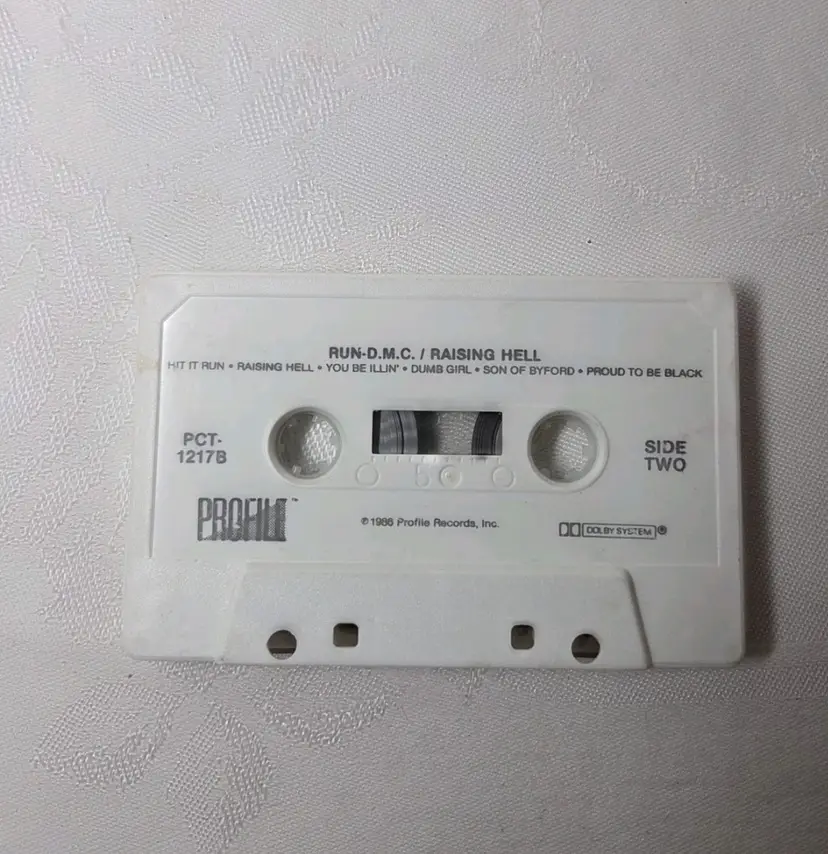 RUN-D.M.C. / RAISING HELL
HIT IT RUN • RAISING HELL • YOU BE ILLIN' • DUMB GIRL • SON OF BYFORD • PROUD TO BE BLACK
PCT-
1217B
SIDE
TWO
PROFILE™
℗ 1986 Profile Records, Inc.
DOLBY SYSTEM ®